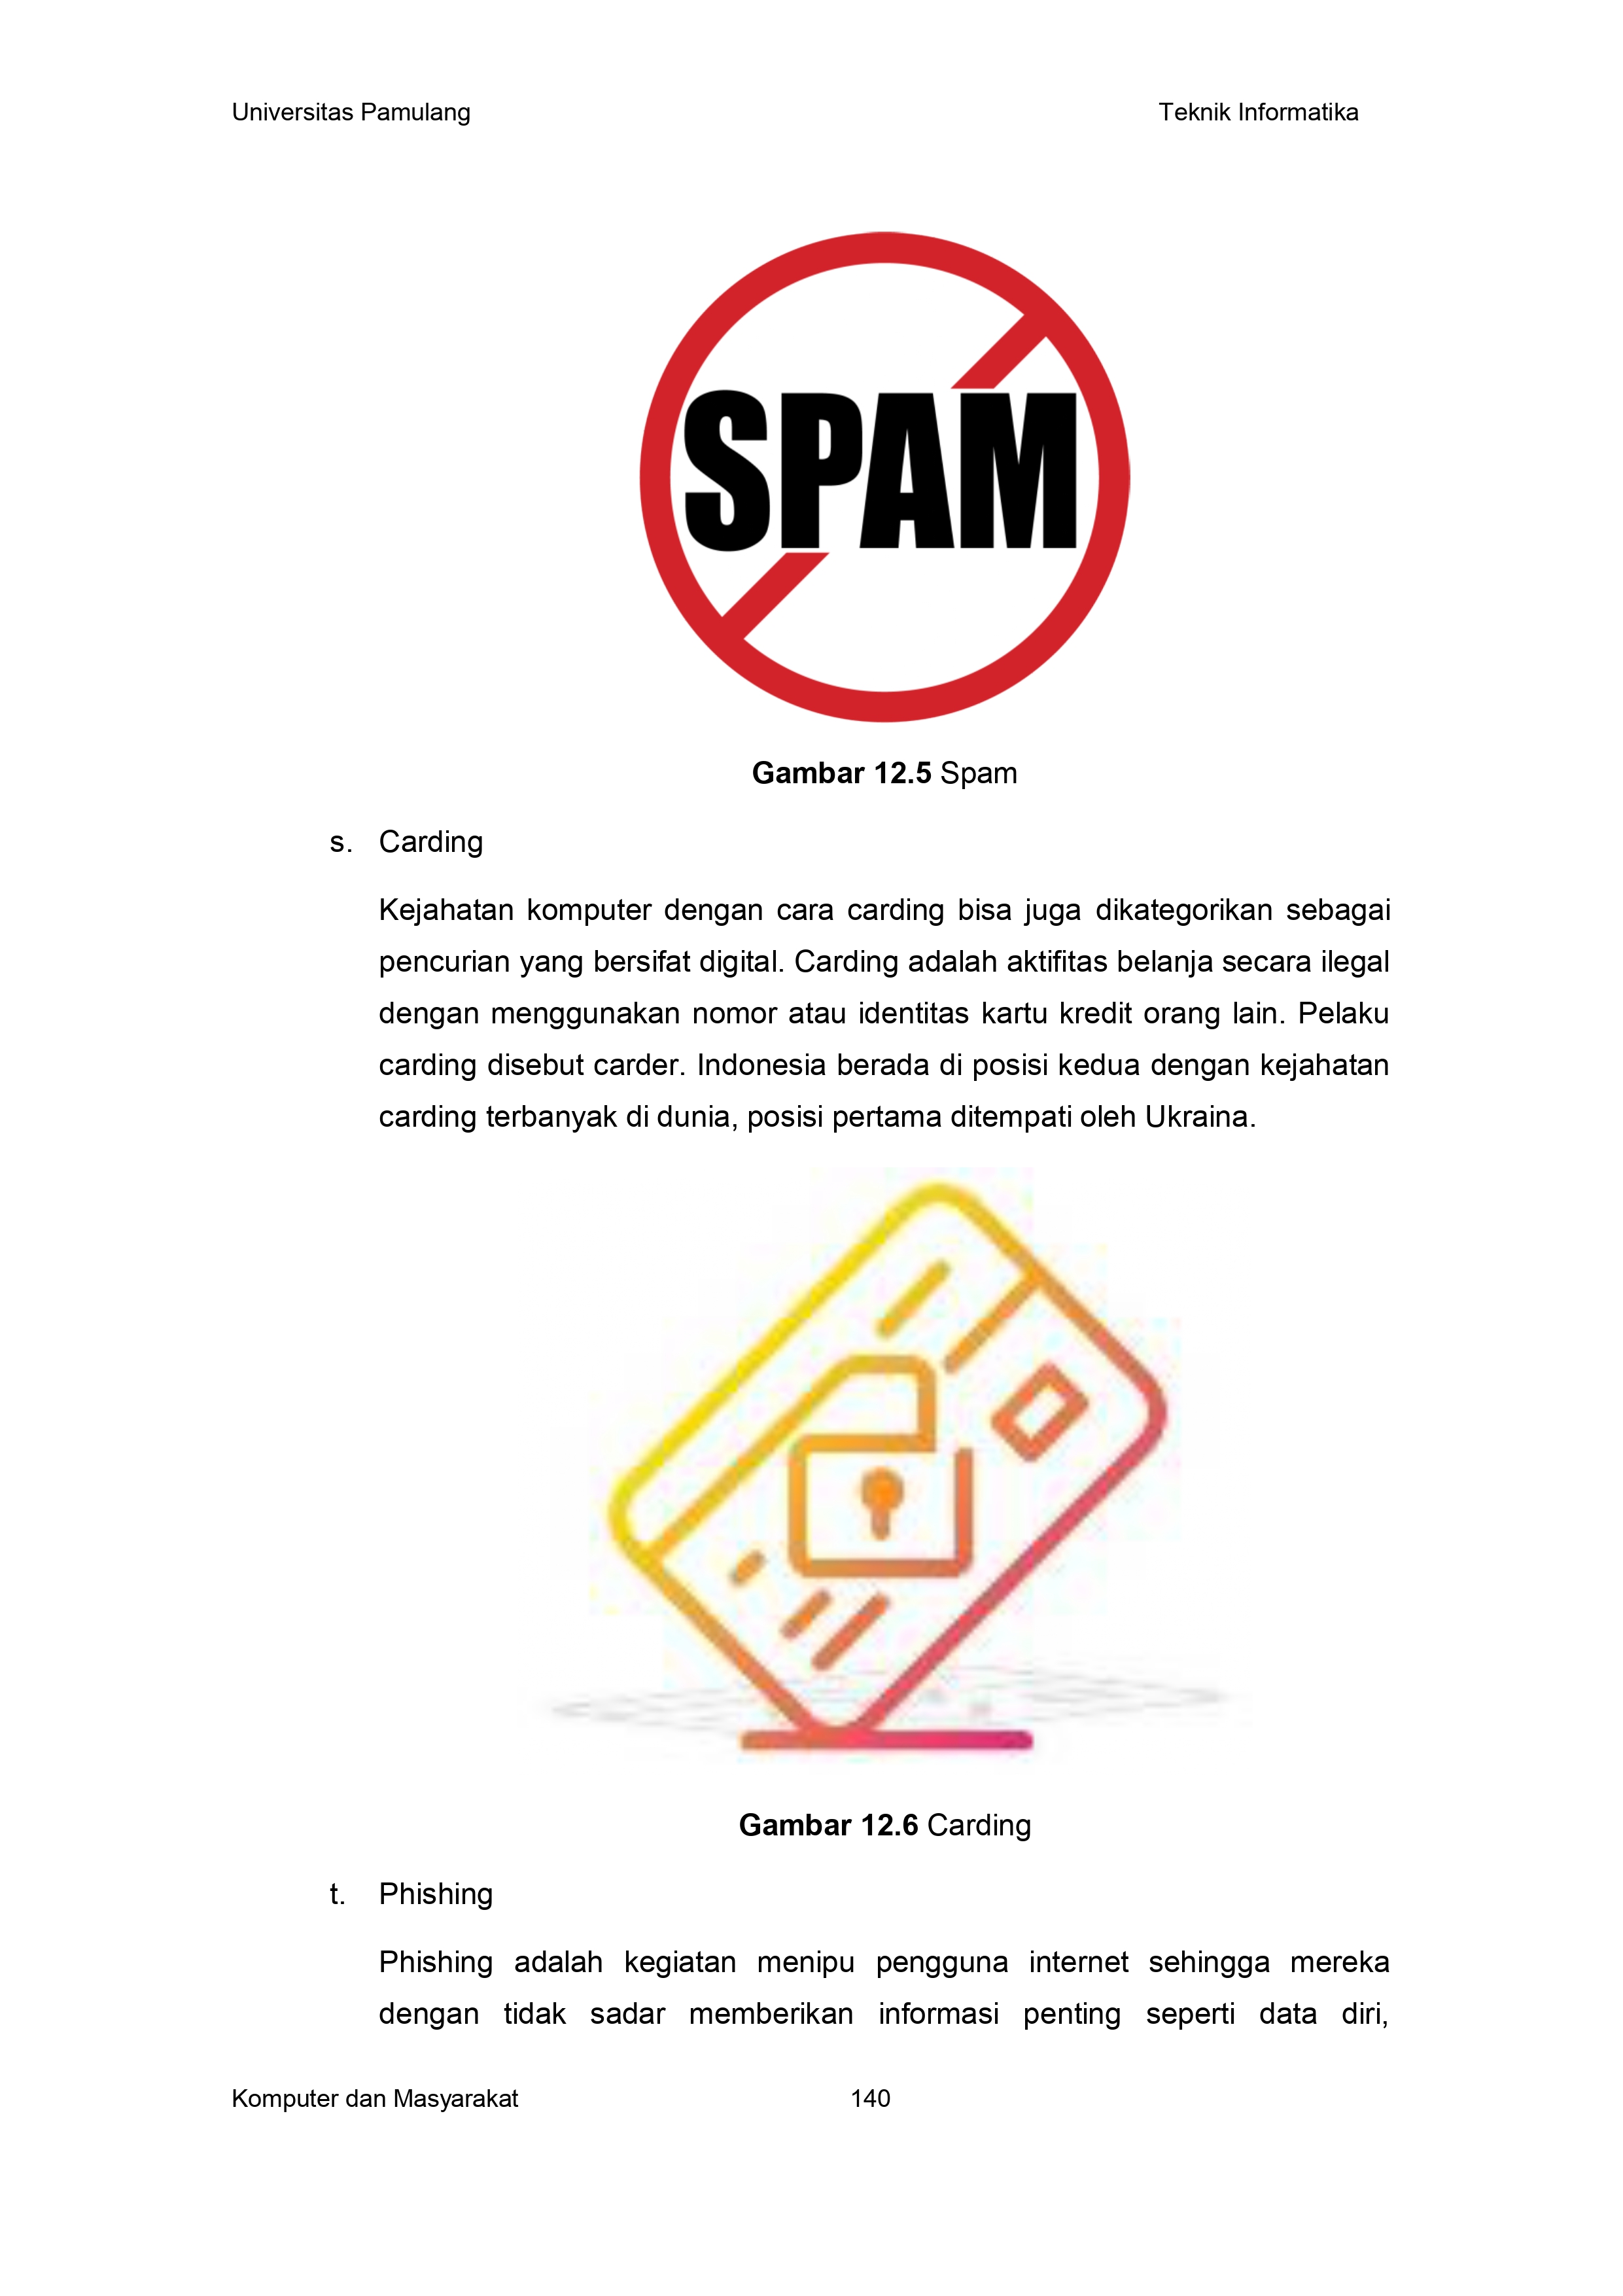 Universitas Pamulang Teknik Informatika
SPAM
Gambar 12.5 Spam
s. Carding
Kejahatan komputer dengan cara carding bisa juga dikategorikan sebagai
pencurian yang bersifat digital. Carding adalah aktifitas belanja secara ilegal
dengan menggunakan nomor atau identitas kartu kredit orang lain. Pelaku
carding disebut carder. Indonesia berada di posisi kedua dengan kejahatan
carding terbanyak di dunia, posisi pertama ditempati oleh Ukraina.
Gambar 12.6 Carding
t. Phishing
Phishing adalah kegiatan menipu pengguna internet sehingga mereka
dengan tidak sadar memberikan informasi penting seperti data diri,
Komputer dan Masyarakat 140